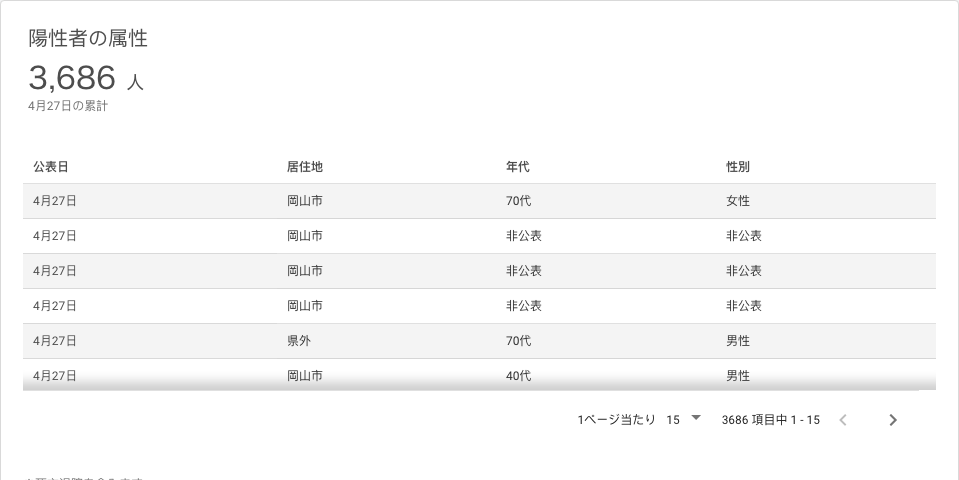 陽性者の属性
3,686 人
4月27日の累計
公表日 居住地 年代 性別
4月27日 岡山市 70代 女性
4月27日 岡山市 非公表 非公表
4月27日 岡山市 非公表 非公表
4月27日 岡山市 非公表 非公表
4月27日 県外 70代 男性
4月27日 岡山市 40代 男性
1ページ当たり 15 3686 項目中 1 - 15